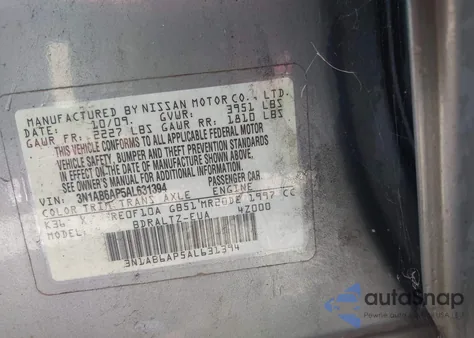 MANUFACTURED BY NISSAN MOTOR CO., LTD.
DATE: 10/09. GVWR: 3951 LBS
GAWR FR: 2227 LBS GAWR RR: 1810 LBS
THIS VEHICLE CONFORMS TO ALL APPLICABLE FEDERAL MOTOR
VEHICLE SAFETY, BUMPER AND THEFT PREVENTION STANDARDS
IN EFFECT ON THE DATE OF MANUFACTURE SHOWN ABOVE.
SEE OWNER'S MANUAL FOR ADDITIONAL
VIN: 3N1AB6AP5AL631394 PASSENGER CAR
COLOR TRIM TRANS AXLE ENGINE
K36 REOF10A GB51 MR20DE 1997 CC
MODEL: BDRALTZ-EUA 4Z000
3N1AB6AP5AL631394
autosnap